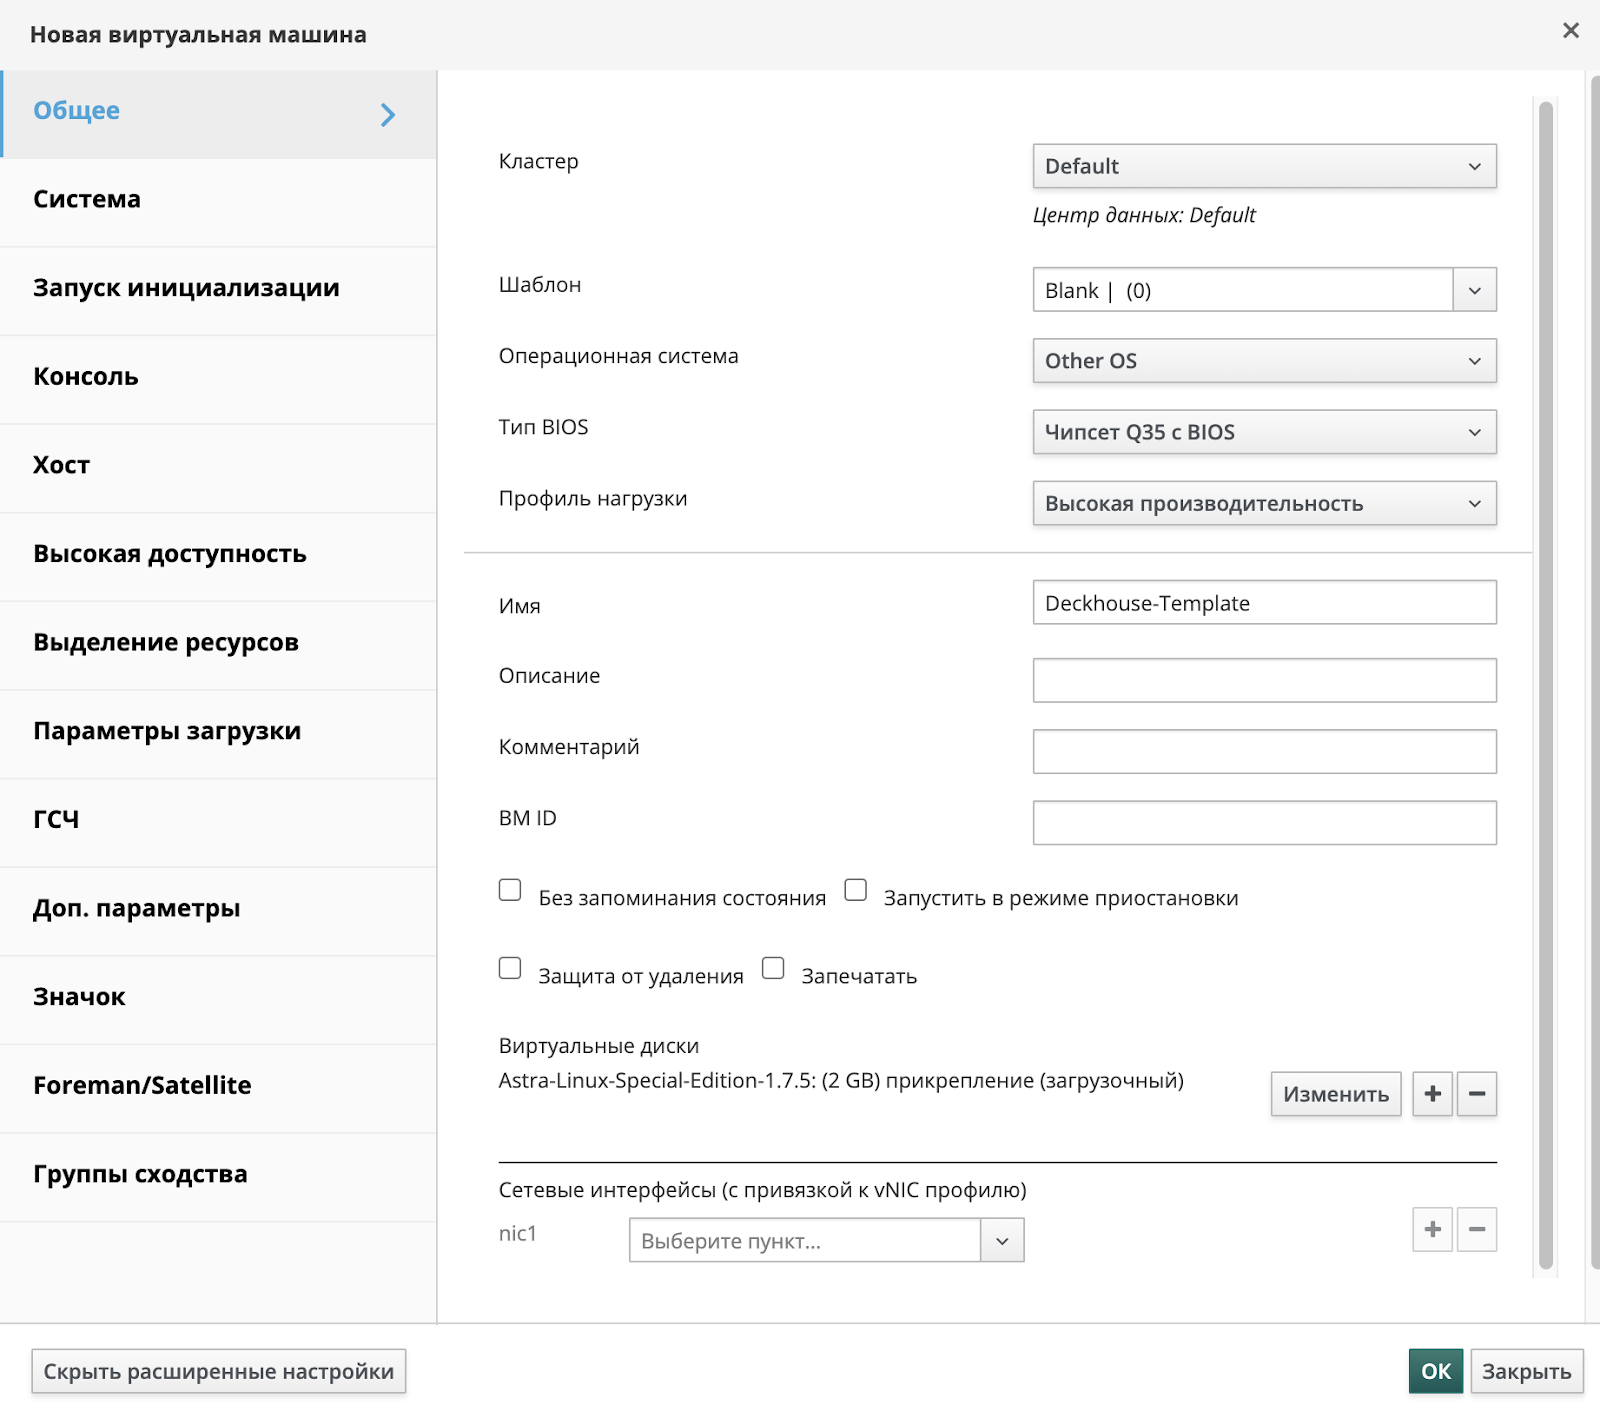 Новая виртуальная машина
Общее
Система
Запуск инициализации
Консоль
Хост
Высокая доступность
Выделение ресурсов
Параметры загрузки
ГСЧ
Доп. параметры
Значок
Foreman/Satellite
Группы сходства
Кластер
Default
Центр данных: Default
Шаблон
Blank | (0)
Операционная система
Other OS
Тип BIOS
Чипсет Q35 с BIOS
Профиль нагрузки
Высокая производительность
Имя
Deckhouse-Template
Описание
Комментарий
ВМ ID
Без запоминания состояния Запустить в режиме приостановки
Защита от удаления Запечатать
Виртуальные диски
Astra-Linux-Special-Edition-1.7.5: (2 GB) прикрепление (загрузочный)
Изменить + −
Сетевые интерфейсы (с привязкой к vNIC профилю)
nic1 Выберите пункт... + −
Скрыть расширенные настройки
ОК Закрыть